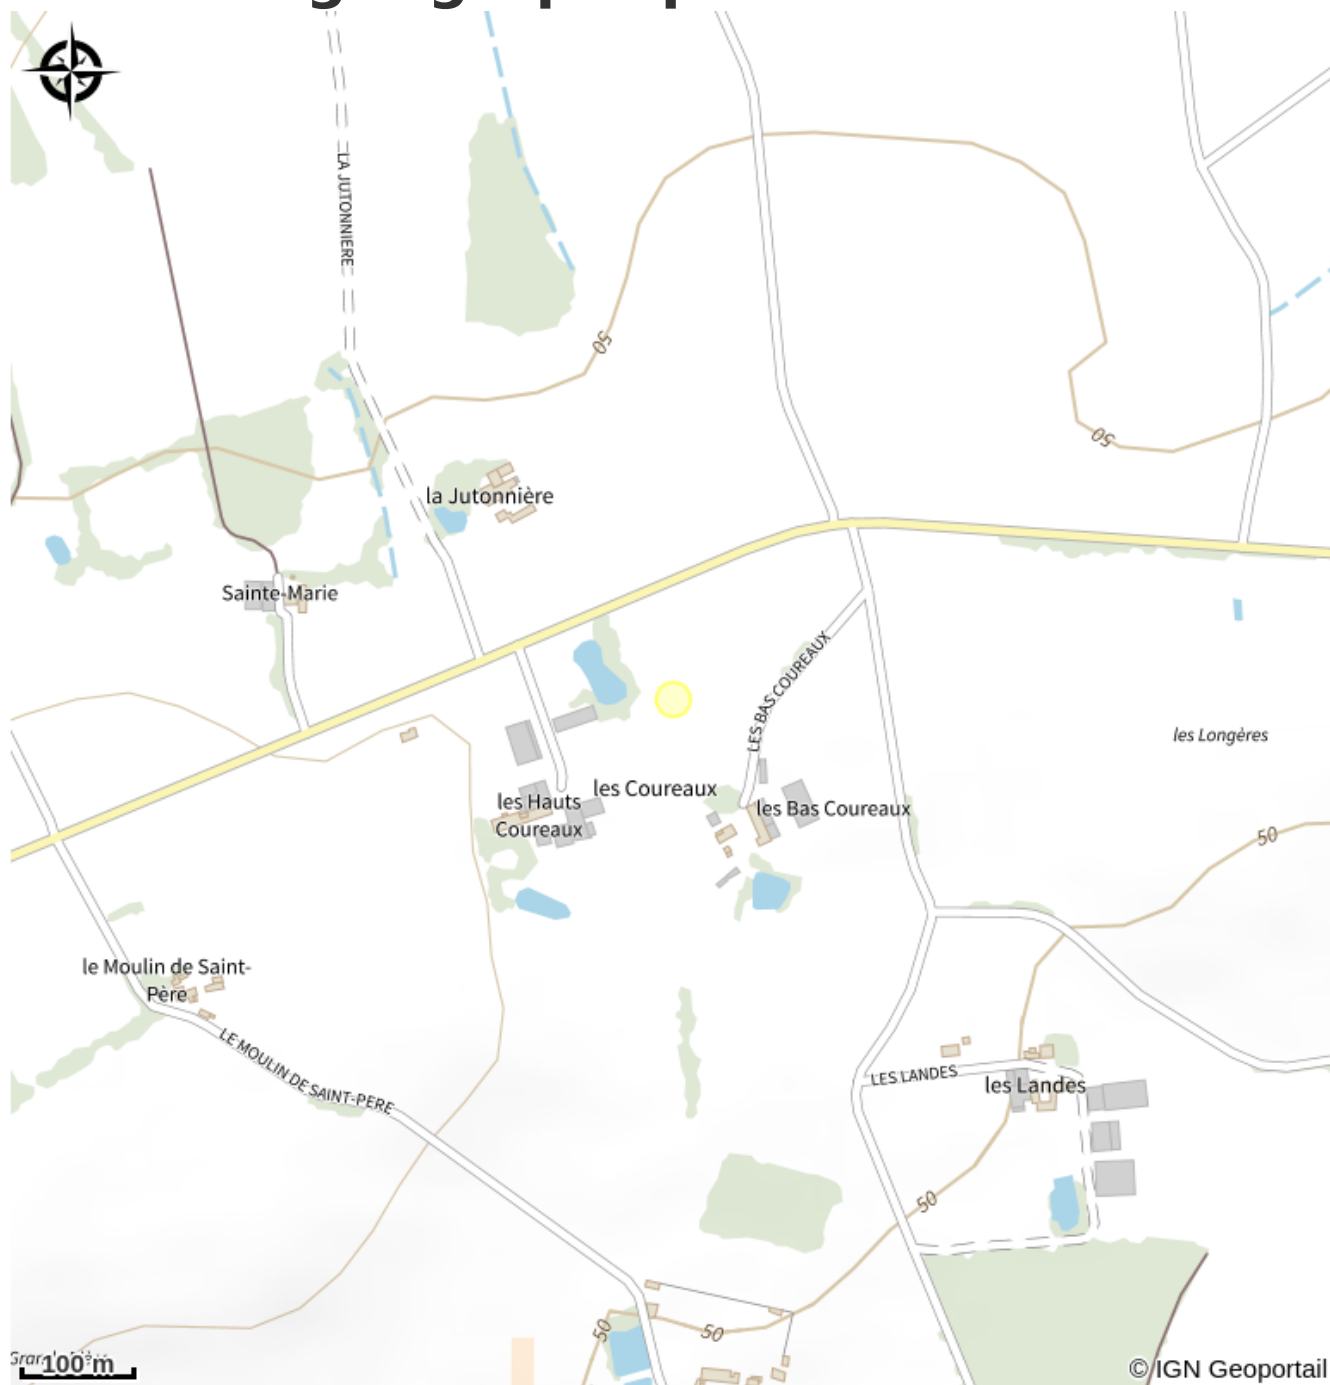 LA JUTONNIERE
50
50
la Jutonnière
Sainte-Marie
LES BAS COUREAUX
les Longères
les Coureaux
les Hauts
Coureaux
les Bas Coureaux
50
le Moulin de Saint-
Père
LE MOULIN DE SAINT-PERE
LES LANDES
les Landes
50
50
50
100 m
© IGN Geoportail